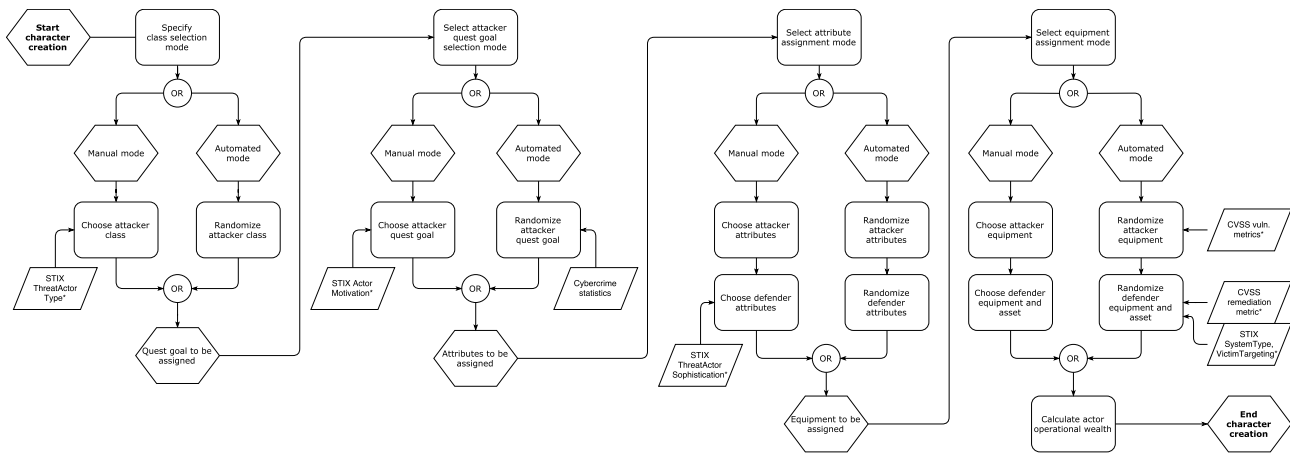 Start
character
creation
Specify
class selection
mode
OR
Manual mode
Automated
mode
Choose attacker
class
Randomize
attacker class
STIX
ThreatActor
Type*
OR
Quest goal to be
assigned
Select attacker
quest goal
selection mode
OR
Manual mode
Automated
mode
Choose attacker
quest goal
Randomize
attacker
quest goal
STIX Actor
Motivation*
OR
Cybercrime
statistics
Attributes to be
assigned
Select attribute
assignment mode
OR
Manual mode
Automated
mode
Choose attacker
attributes
Randomize
attacker
attributes
Choose defender
attributes
Randomize
defender
attributes
STIX
ThreatActor
Sophistication*
OR
Equipment to be
assigned
Select equipment
assignment mode
OR
Manual mode
Automated
mode
Choose attacker
equipment
Randomize
attacker
equipment
CVSS vuln.
metrics*
Choose defender
equipment and
asset
Randomize
defender
equipment and
asset
CVSS
remediation
metric*
STIX
SystemType,
VictimTargeting*
OR
Calculate actor
operational wealth
End
character
creation